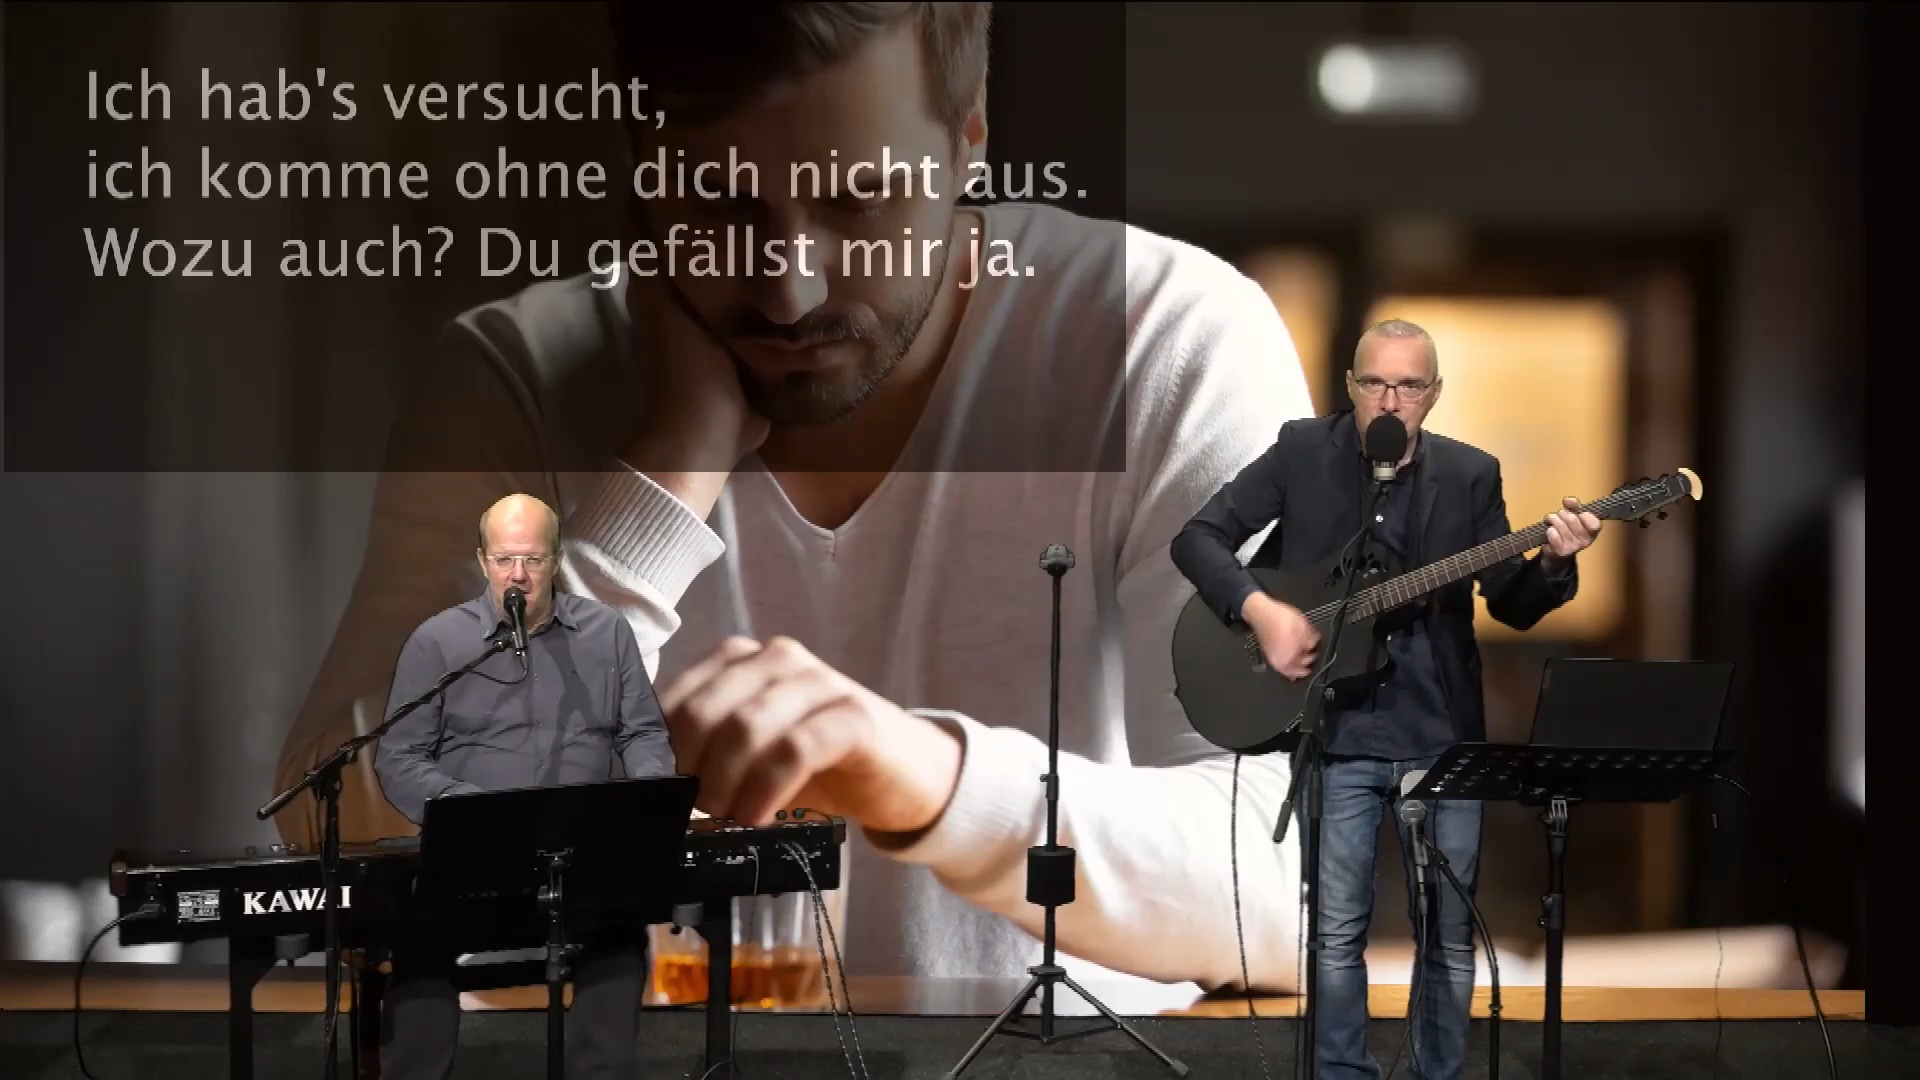 Ich hab's versucht,
ich komme ohne dich nicht aus.
Wozu auch? Du gefällst mir ja.
KAWAI